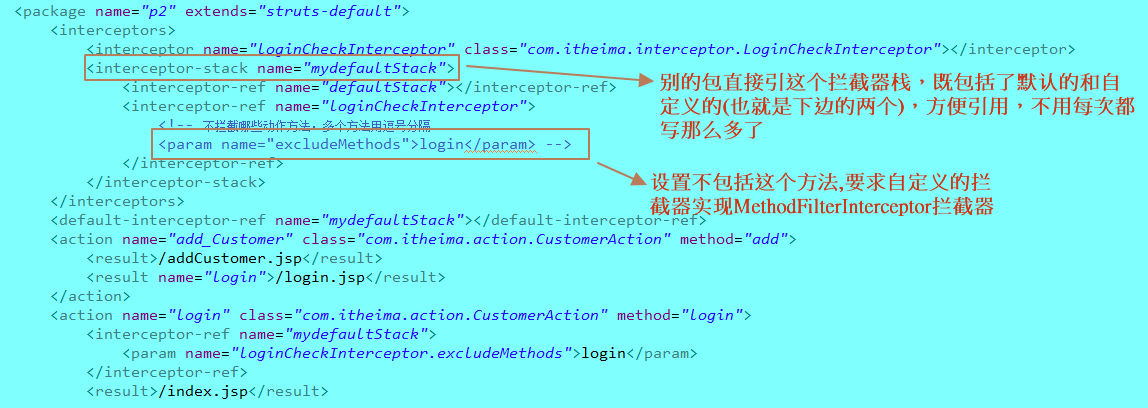 <package name="p2" extends="struts-default">
<interceptors>
<interceptor name="loginCheckInterceptor" class="com.itheima.interceptor.LoginCheckInterceptor"></interceptor>
<interceptor-stack name="mydefaultStack">
别的包直接引这个拦截器栈，既包括了默认的和自
定义的(也就是下边的两个)，方便引用，不用每次都
写那么多了
<interceptor-ref name="defaultStack"></interceptor-ref>
<interceptor-ref name="loginCheckInterceptor">
<!-- 不拦截哪些动作方法。多个方法用逗号分隔
<param name="excludeMethods">login</param> -->
</interceptor-ref>
</interceptor-stack>
设置不包括这个方法,要求自定义的拦
截器实现MethodFilterInterceptor拦截器
</interceptors>
<default-interceptor-ref name="mydefaultStack"></default-interceptor-ref>
<action name="add_Customer" class="com.itheima.action.CustomerAction" method="add">
<result>/addCustomer.jsp</result>
<result name="login">/login.jsp</result>
</action>
<action name="login" class="com.itheima.action.CustomerAction" method="login">
<interceptor-ref name="mydefaultStack">
<param name="loginCheckInterceptor.excludeMethods">login</param>
</interceptor-ref>
<result>/index.jsp</result>